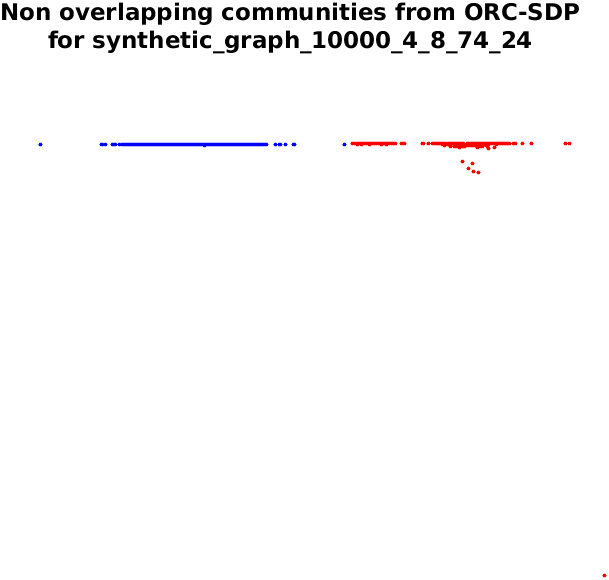 Non overlapping communities from ORC-SDP
for synthetic_graph_10000_4_8_74_24